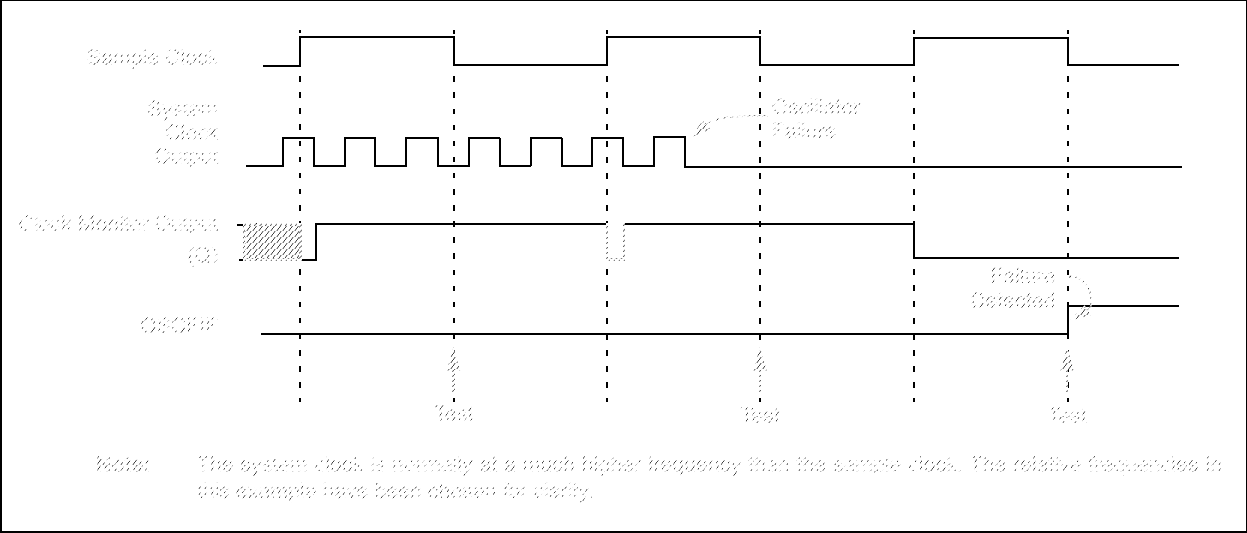 Sample Clock
System
Clock
Output
Oscillator
Failure
Clock Monitor Output
(Q)
Failure
Detected
OSCFIF
Test
Test
Test
Note: The system clock is normally at a much higher frequency than the sample clock. The relative frequencies in
this example have been chosen for clarity.